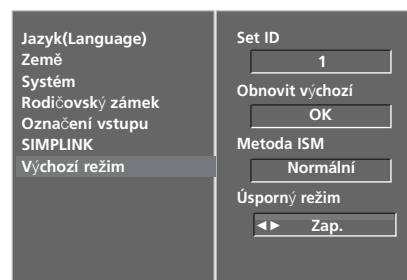 Jazyk(Language)
Země
Systém
Rodičovský zámek
Označení vstupu
SIMPLINK
Výchozí režim
Set ID
1
Obnovit výchozí
OK
Metoda ISM
Normální
Úsporný režim
◄► Zap.